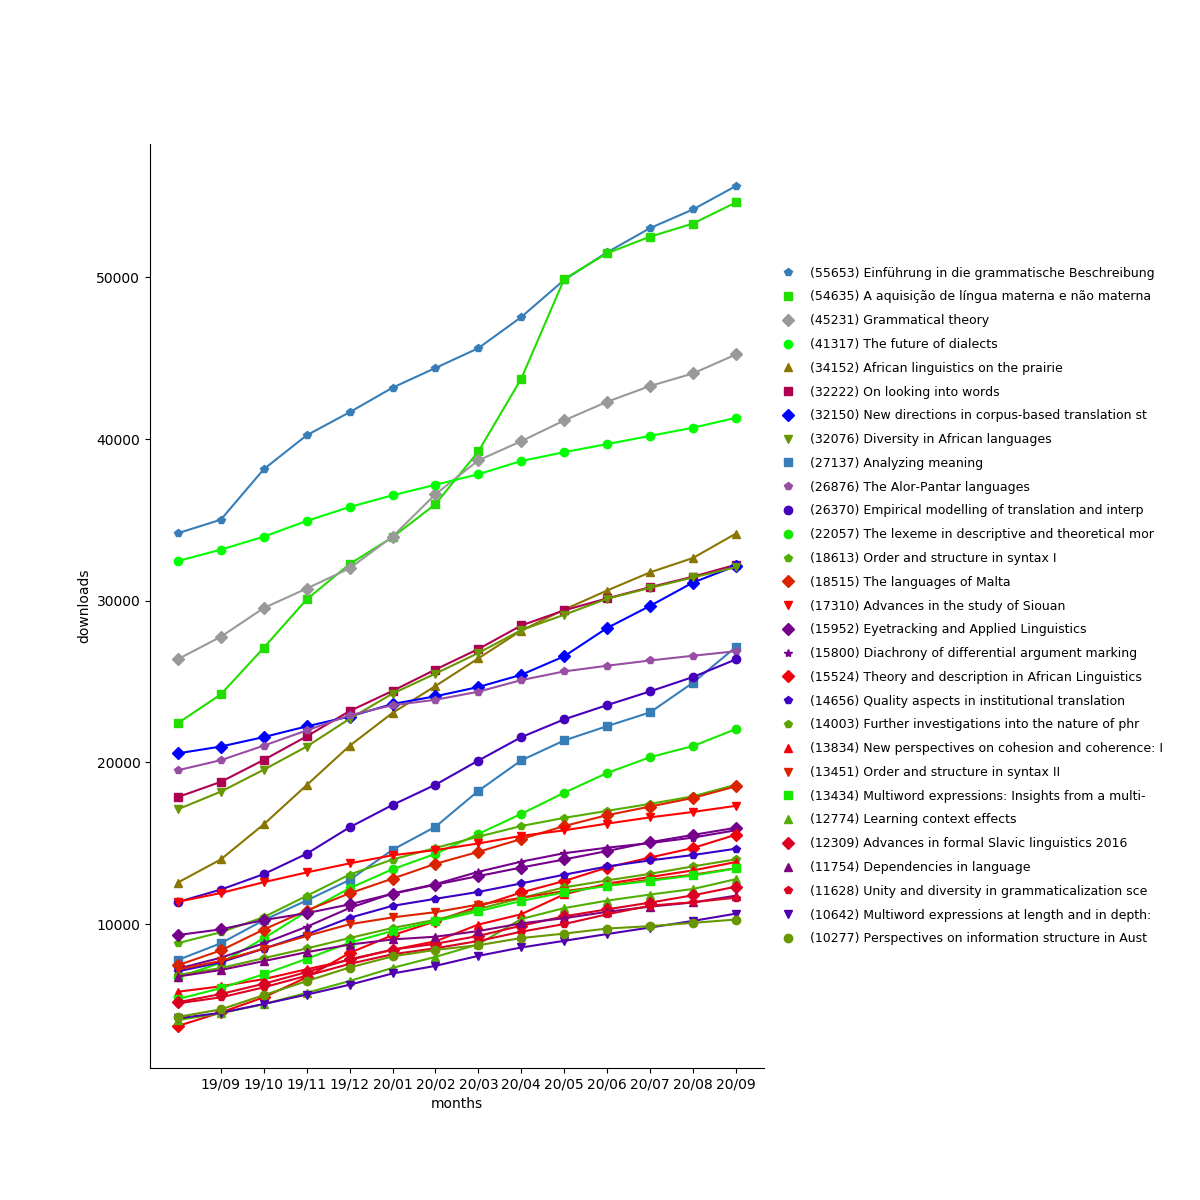 50000
40000
30000
20000
10000
downloads
19/09 19/10 19/11 19/12 20/01 20/02 20/03 20/04 20/05 20/06 20/07 20/08 20/09
months
(55653) Einführung in die grammatische Beschreibung
(54635) A aquisição de língua materna e não materna
(45231) Grammatical theory
(41317) The future of dialects
(34152) African linguistics on the prairie
(32222) On looking into words
(32150) New directions in corpus-based translation st
(32076) Diversity in African languages
(27137) Analyzing meaning
(26876) The Alor-Pantar languages
(26370) Empirical modelling of translation and interp
(22057) The lexeme in descriptive and theoretical mor
(18613) Order and structure in syntax I
(18515) The languages of Malta
(17310) Advances in the study of Siouan
(15952) Eyetracking and Applied Linguistics
(15800) Diachrony of differential argument marking
(15524) Theory and description in African Linguistics
(14656) Quality aspects in institutional translation
(14003) Further investigations into the nature of phr
(13834) New perspectives on cohesion and coherence: I
(13451) Order and structure in syntax II
(13434) Multiword expressions: Insights from a multi-
(12774) Learning context effects
(12309) Advances in formal Slavic linguistics 2016
(11754) Dependencies in language
(11628) Unity and diversity in grammaticalization sce
(10642) Multiword expressions at length and in depth:
(10277) Perspectives on information structure in Aust